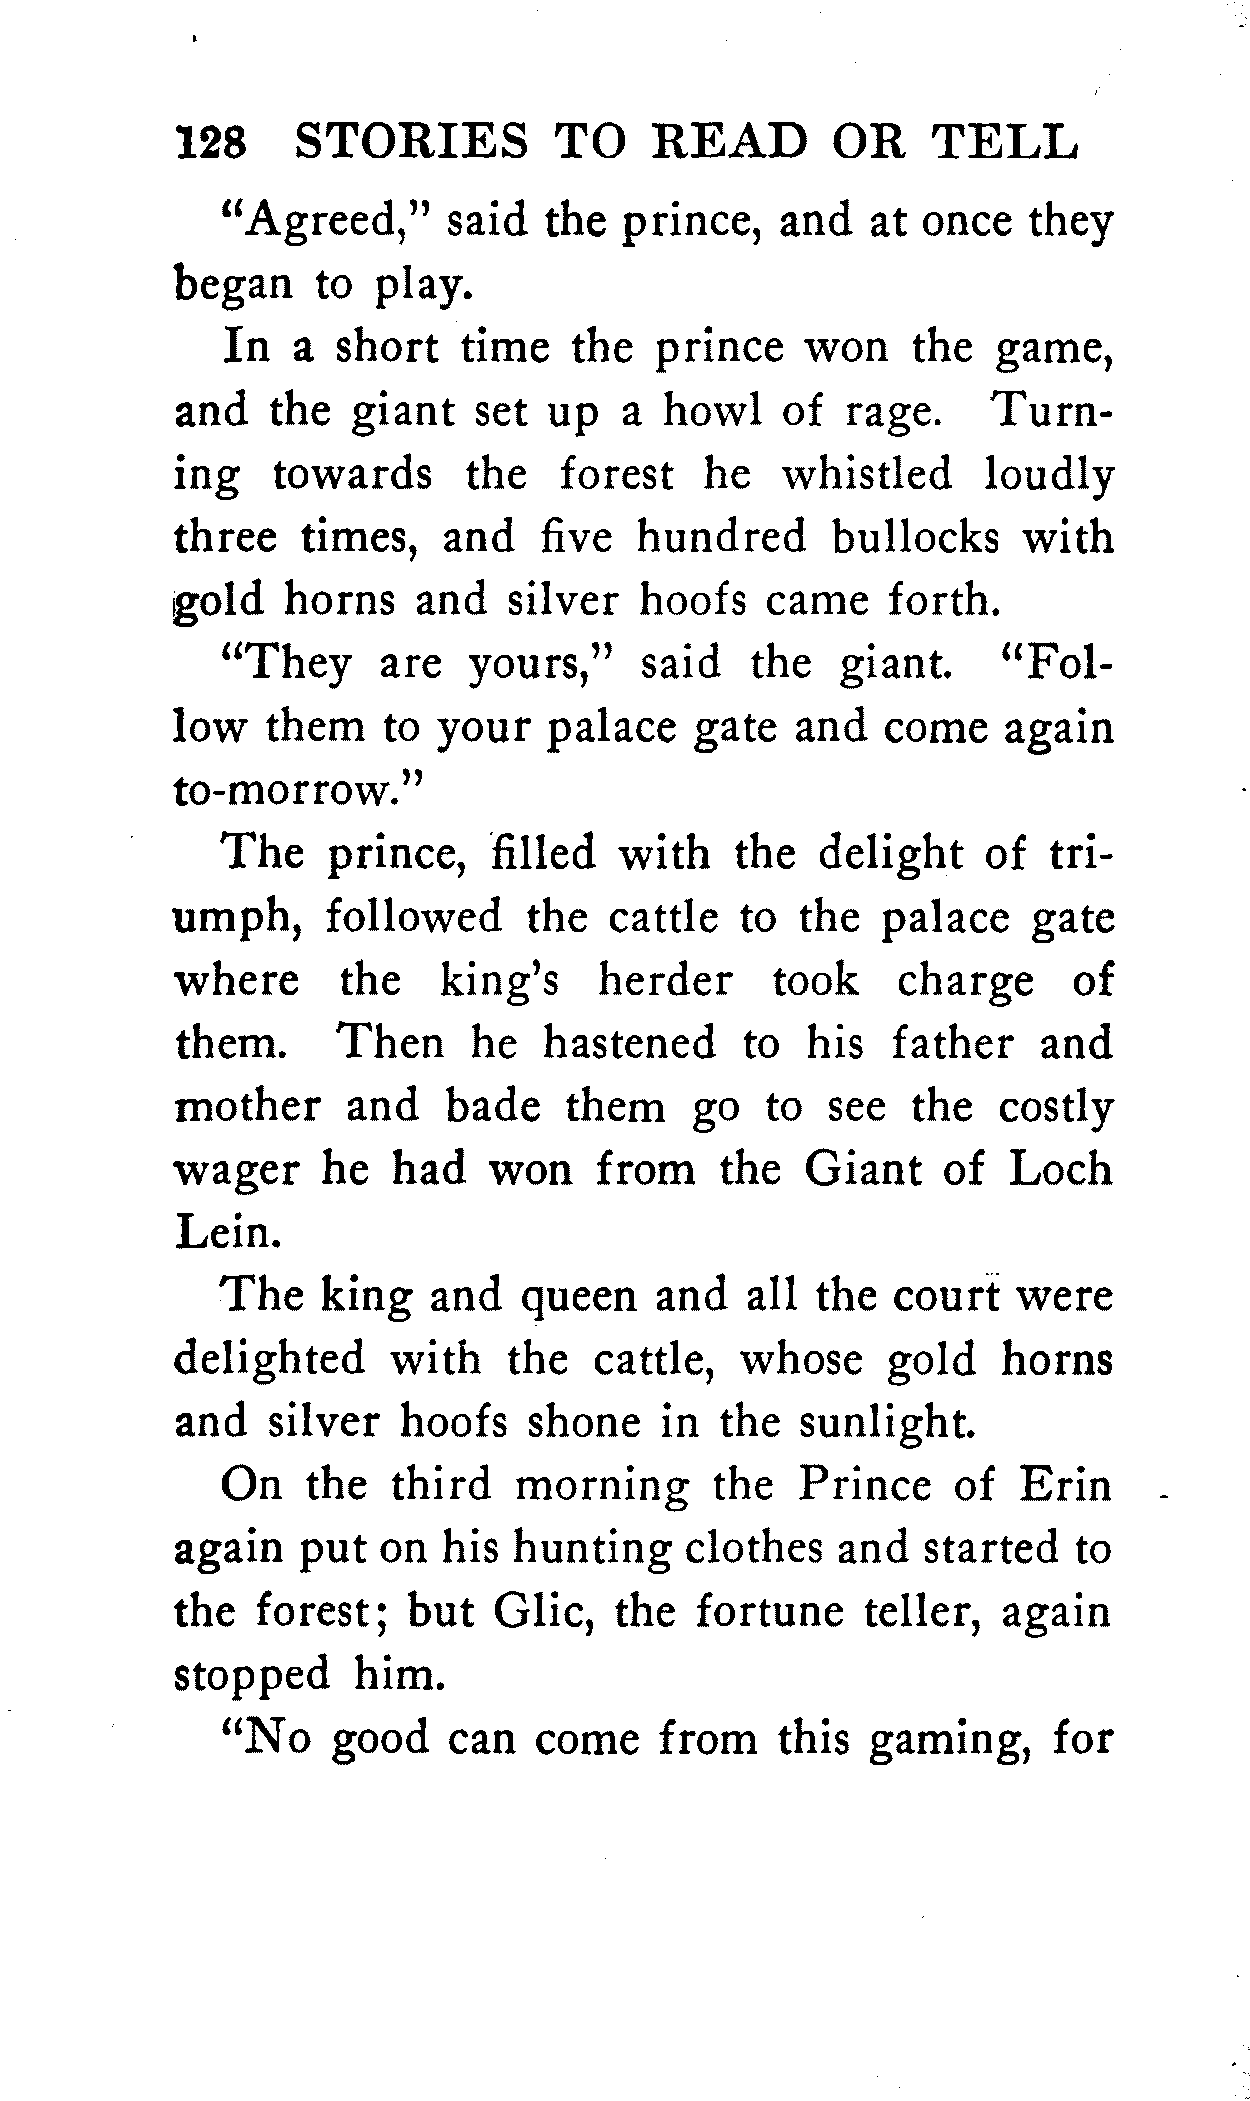 128 STORIES TO READ OR TELL
“Agreed,” said the prince, and at once they
began to play.
In a short time the prince won the game,
and the giant set up a howl of rage. Turn-
ing towards the forest he whistled loudly
three times, and five hundred bullocks with
gold horns and silver hoofs came forth.
“They are yours,” said the giant. “Fol-
low them to your palace gate and come again
to-morrow.”
The prince, filled with the delight of tri-
umph, followed the cattle to the palace gate
where the king’s herder took charge of
them. Then he hastened to his father and
mother and bade them go to see the costly
wager he had won from the Giant of Loch
Lein.
The king and queen and all the court were
delighted with the cattle, whose gold horns
and silver hoofs shone in the sunlight.
On the third morning the Prince of Erin
again put on his hunting clothes and started to
the forest; but Glic, the fortune teller, again
stopped him.
“No good can come from this gaming, for